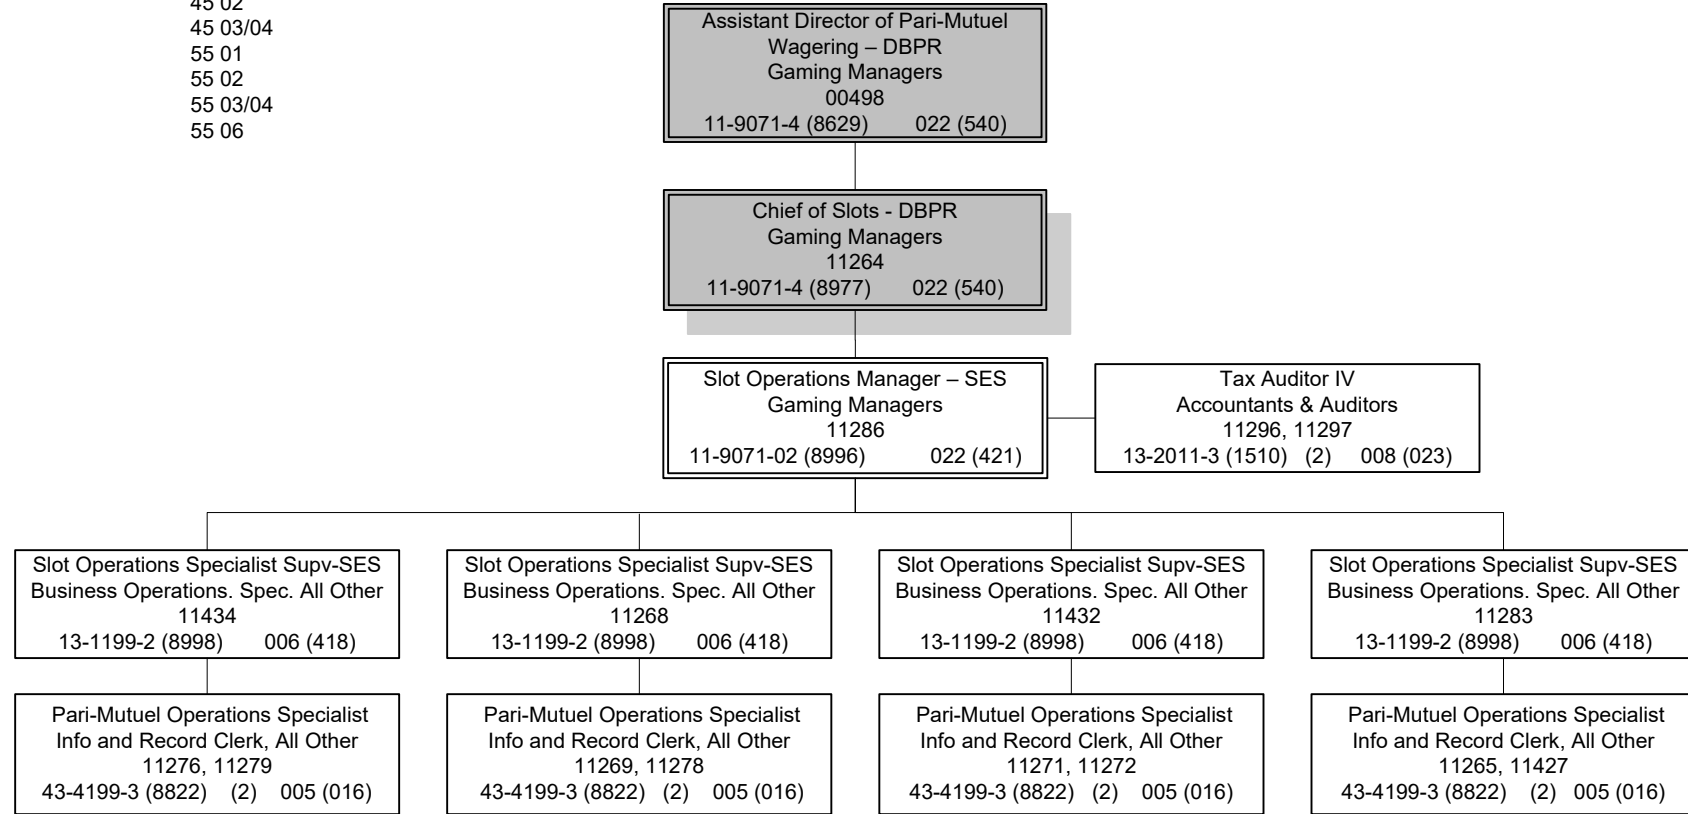 45 02
45 03/04
55 01
55 02
55 03/04
55 06
Assistant Director of Pari-Mutuel
Wagering – DBPR
Gaming Managers
00498
11-9071-4 (8629) 022 (540)
Chief of Slots - DBPR
Gaming Managers
11264
11-9071-4 (8977) 022 (540)
Slot Operations Manager – SES
Gaming Managers
11286
11-9071-02 (8996) 022 (421)
Tax Auditor IV
Accountants & Auditors
11296, 11297
13-2011-3 (1510) (2) 008 (023)
Slot Operations Specialist Supv-SES
Business Operations. Spec. All Other
11434
13-1199-2 (8998) 006 (418)
Slot Operations Specialist Supv-SES
Business Operations. Spec. All Other
11268
13-1199-2 (8998) 006 (418)
Slot Operations Specialist Supv-SES
Business Operations. Spec. All Other
11432
13-1199-2 (8998) 006 (418)
Slot Operations Specialist Supv-SES
Business Operations. Spec. All Other
11283
13-1199-2 (8998) 006 (418)
Pari-Mutuel Operations Specialist
Info and Record Clerk, All Other
11276, 11279
43-4199-3 (8822) (2) 005 (016)
Pari-Mutuel Operations Specialist
Info and Record Clerk, All Other
11269, 11278
43-4199-3 (8822) (2) 005 (016)
Pari-Mutuel Operations Specialist
Info and Record Clerk, All Other
11271, 11272
43-4199-3 (8822) (2) 005 (016)
Pari-Mutuel Operations Specialist
Info and Record Clerk, All Other
11265, 11427
43-4199-3 (8822) (2) 005 (016)